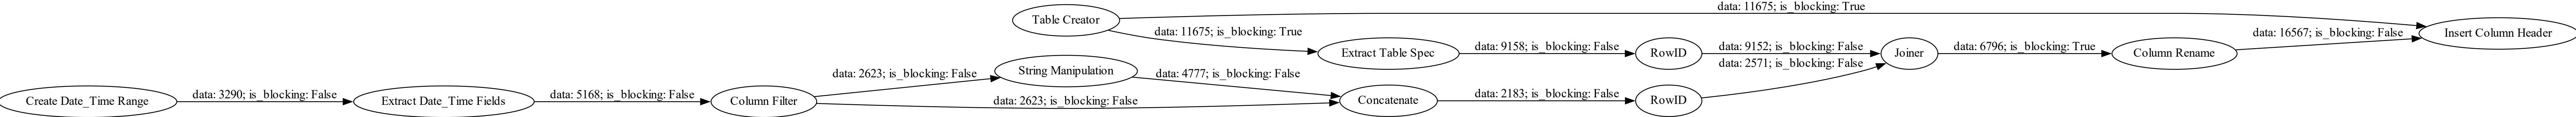 data: 11675; is_blocking: True
Table Creator
data: 11675; is_blocking: True
Insert Column Header
data: 9158; is_blocking: False
data: 9152; is_blocking: False
data: 6796; is_blocking: True
data: 16567; is_blocking: False
Extract Table Spec
RowID
Joiner
Column Rename
data: 2571; is_blocking: False
data: 2623; is_blocking: False
String Manipulation
data: 4777; is_blocking: False
Create Date_Time Range
data: 3290; is_blocking: False
Extract Date_Time Fields
data: 5168; is_blocking: False
Column Filter
data: 2623; is_blocking: False
Concatenate
data: 2183; is_blocking: False
RowID